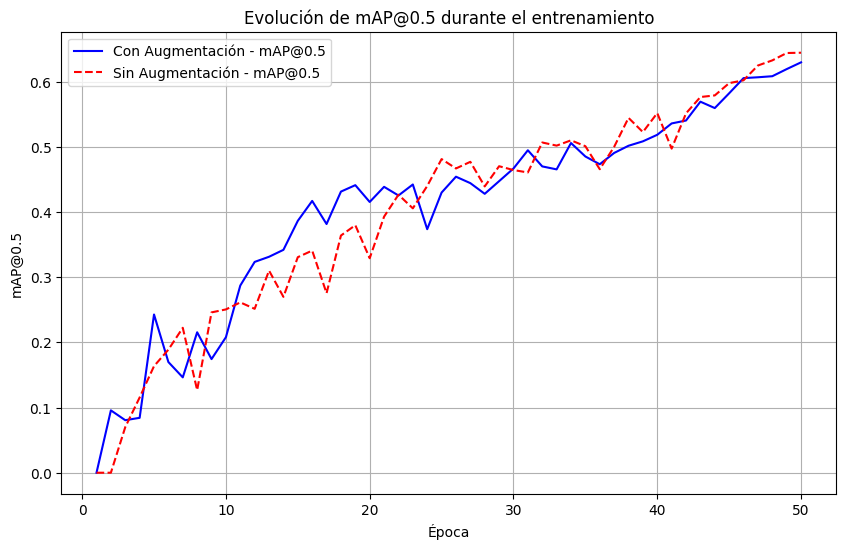 Evolución de mAP@0.5 durante el entrenamiento
Con Augmentación - mAP@0.5
Sin Augmentación - mAP@0.5
mAP@0.5
0.6
0.5
0.4
0.3
0.2
0.1
0.0
0 10 20 30 40 50
Época